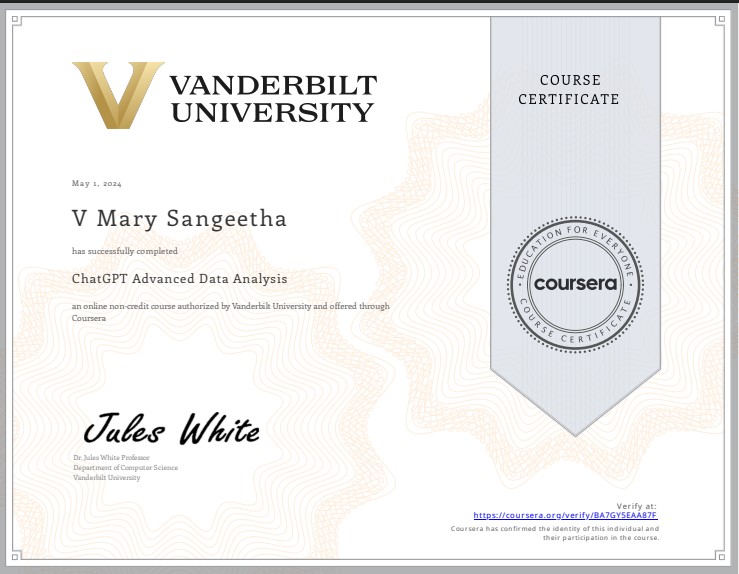 VANDERBILT
UNIVERSITY
COURSE
CERTIFICATE
May 1, 2024
V Mary Sangeetha
has successfully completed
ChatGPT Advanced Data Analysis
an online non-credit course authorized by Vanderbilt University and offered through
Coursera
EDUCATION FOR EVERYONE
coursera
COURSE CERTIFICATE
Jules White
Dr. Jules White Professor
Department of Computer Science
Vanderbilt University
Verify at:
https://coursera.org/verify/BA7GY5EAA87F
Coursera has confirmed the identity of this individual and
their participation in the course.